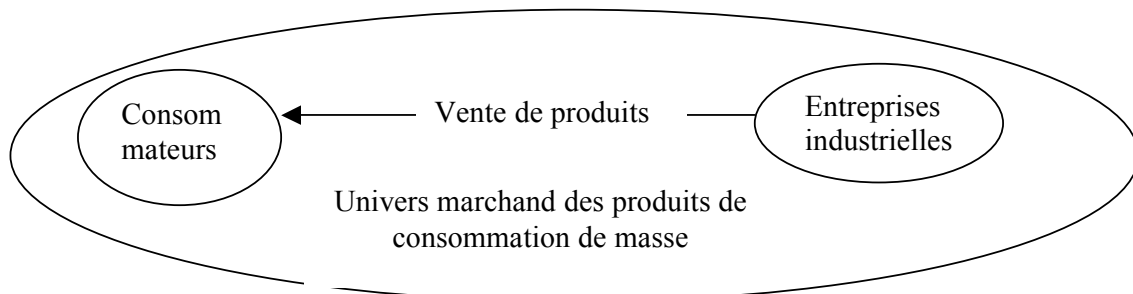 Consom
mateurs
Vente de produits
Entreprises
industrielles
Univers marchand des produits de
consommation de masse